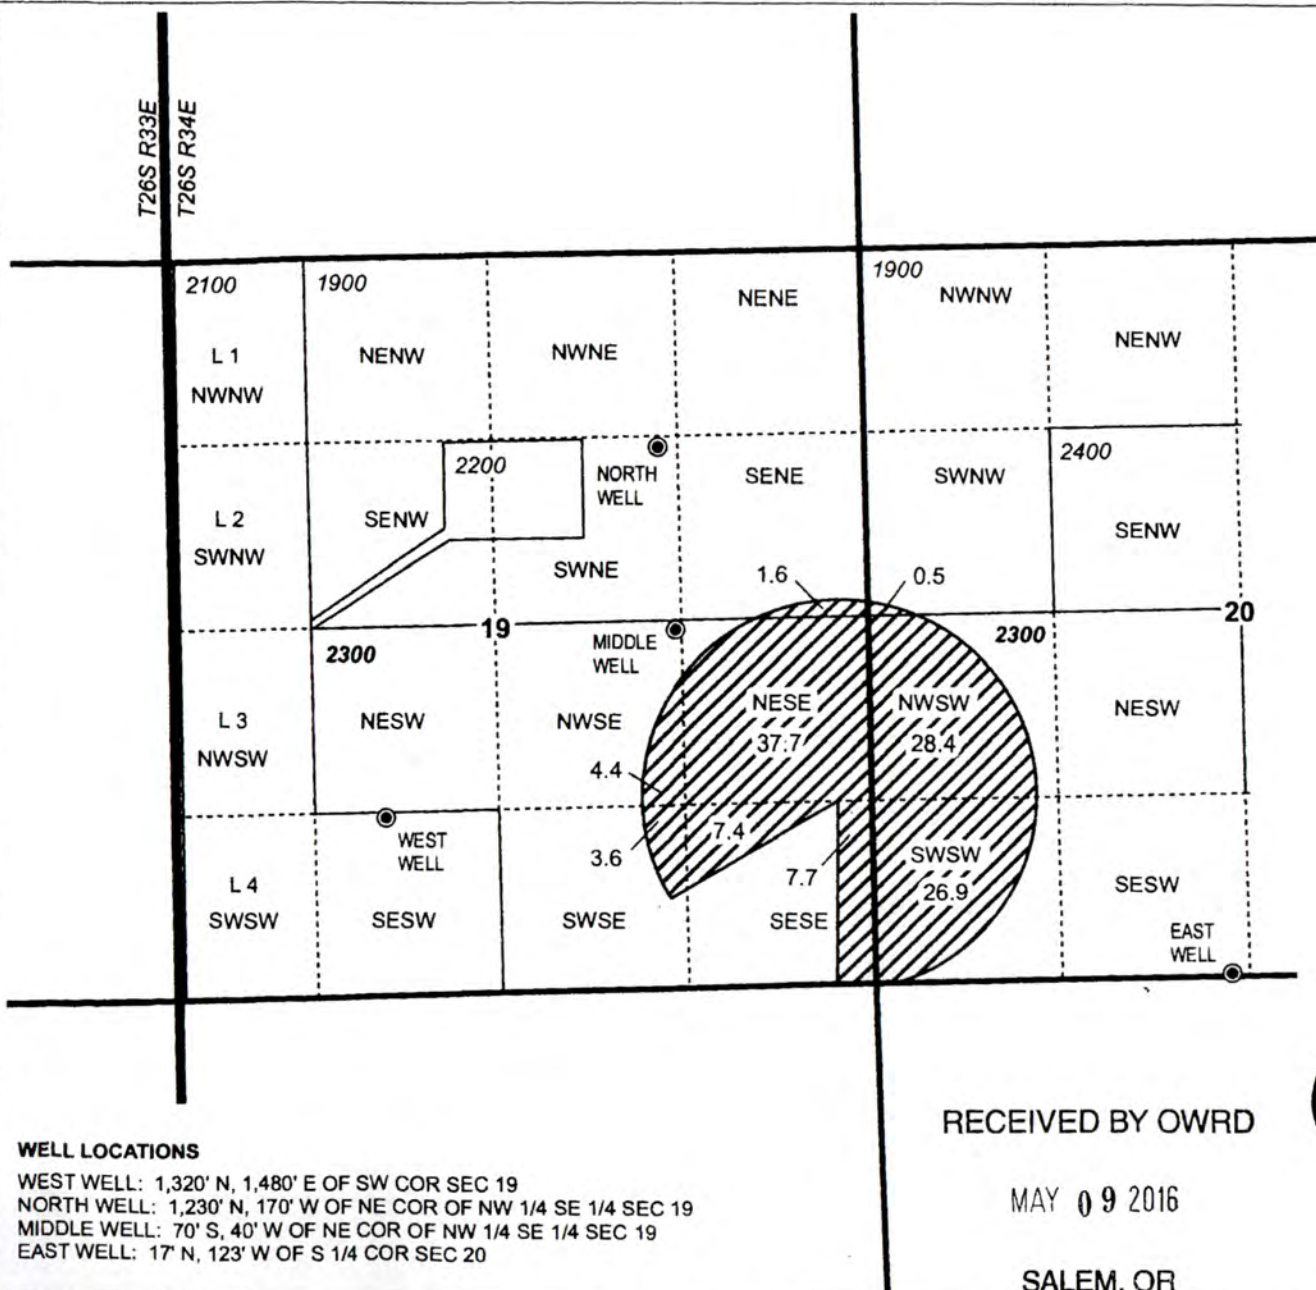 T26S R33E
T26S R34E
2100
1900
1900
NENE
NWNW
NENW
L 1
NWNW
NENW
NWNE
2200
2400
NORTH
WELL
SENE
SWNW
L 2
SWNW
SENW
SWNE
SENW
1.6
0.5
19
20
2300
MIDDLE
WELL
2300
L 3
NWSW
NESW
NWSE
NESE
37.7
NWSW
28.4
NESW
4.4
WEST
WELL
3.6
7.4
7.7
SWSW
26.9
L 4
SWSW
SESW
SWSE
SESE
SESW
EAST
WELL
WELL LOCATIONS
WEST WELL: 1,320' N, 1,480' E OF SW COR SEC 19
NORTH WELL: 1,230' N, 170' W OF NE COR OF NW 1/4 SE 1/4 SEC 19
MIDDLE WELL: 70' S, 40' W OF NE COR OF NW 1/4 SE 1/4 SEC 19
EAST WELL: 17' N, 123' W OF S 1/4 COR SEC 20
RECEIVED BY OWRD
MAY 09 2016
SALEM, OR